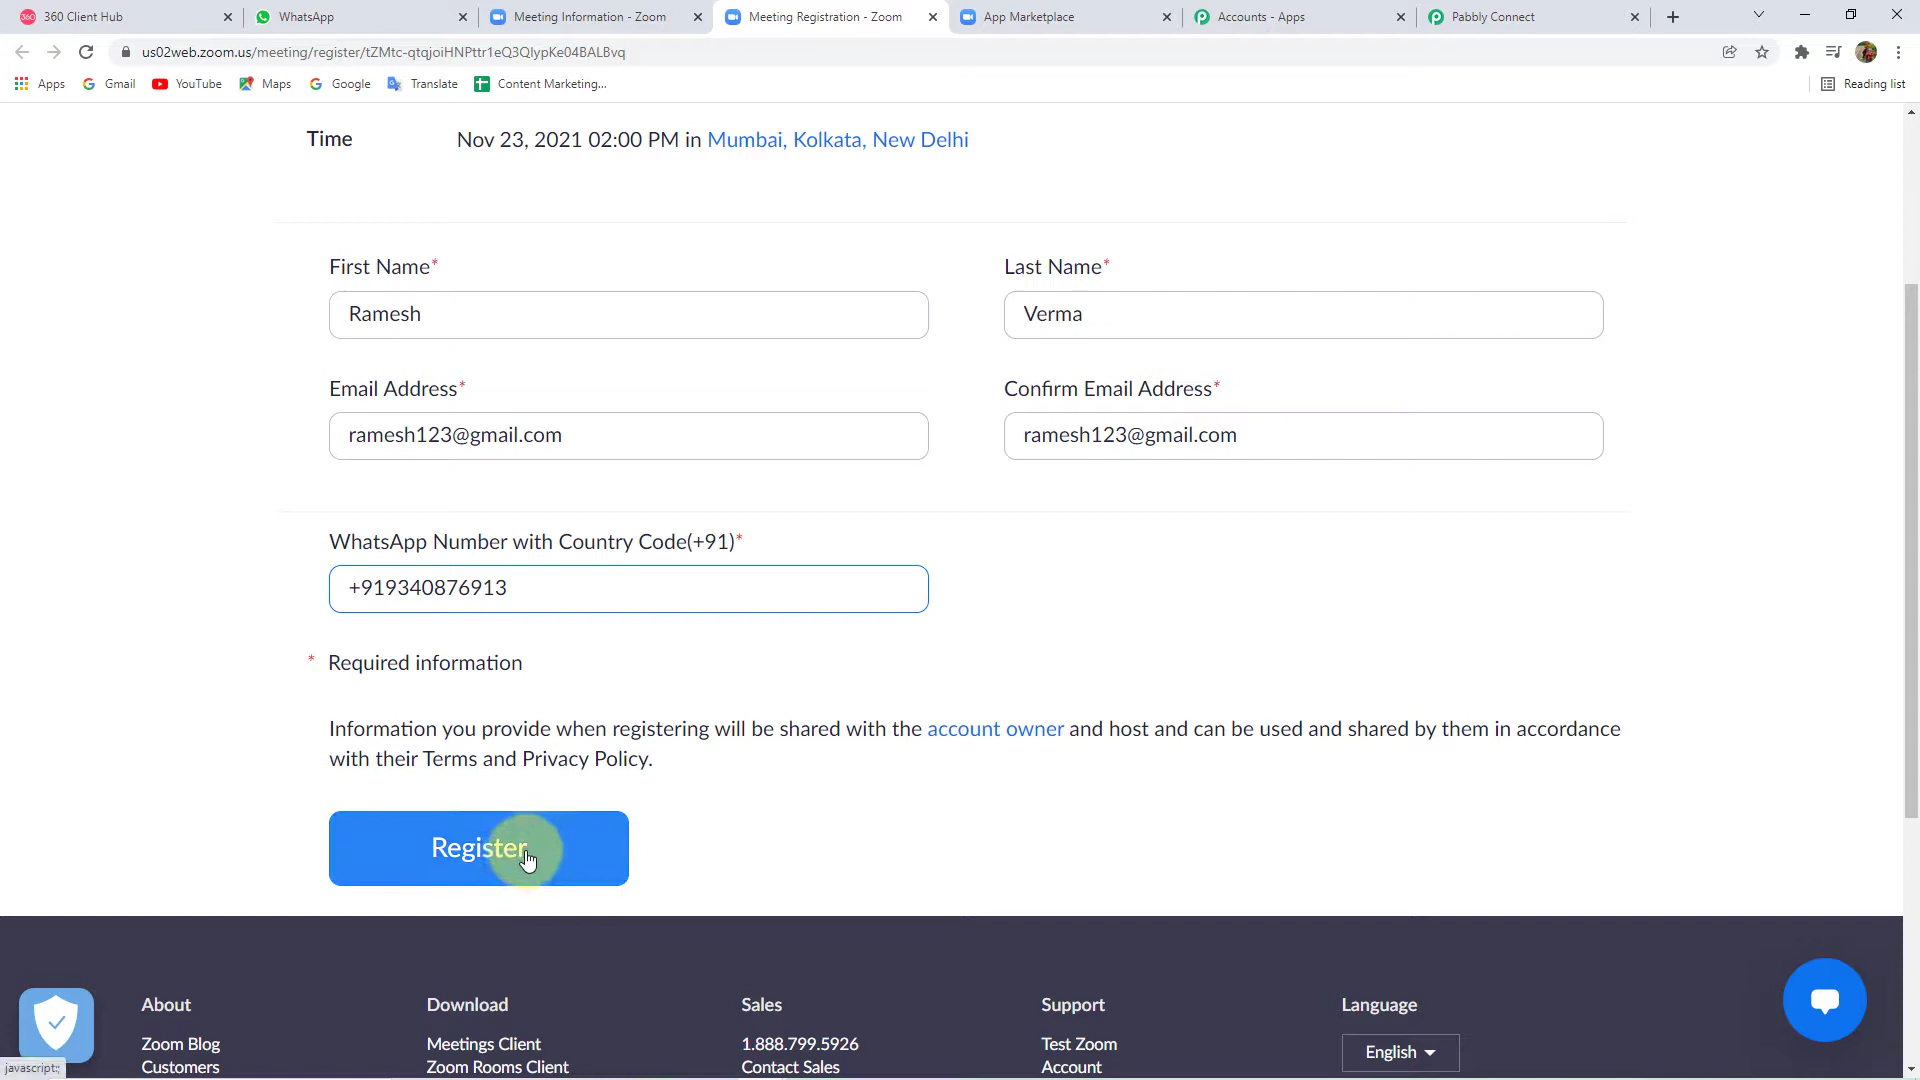 360 Client Hub
WhatsApp
Meeting Information - Zoom
Meeting Registration - Zoom
App Marketplace
Accounts - Apps
Pabbly Connect
us02web.zoom.us/meeting/register/tZMtc-qtqjoiHNPttr1eQ3QIypKe04BALBvq
Apps
Gmail
YouTube
Maps
Google
Translate
Content Marketing...
Reading list
Time
Nov 23, 2021 02:00 PM in Mumbai, Kolkata, New Delhi
First Name*
Last Name*
Ramesh
Verma
Email Address*
Confirm Email Address*
ramesh123@gmail.com
ramesh123@gmail.com
WhatsApp Number with Country Code(+91)*
+919340876913
* Required information
Information you provide when registering will be shared with the account owner and host and can be used and shared by them in accordance
with their Terms and Privacy Policy.
Register
About
Download
Sales
Support
Language
Zoom Blog
Meetings Client
1.888.799.5926
Test Zoom
English
Customers
Zoom Rooms Client
Contact Sales
Account
javascript:;